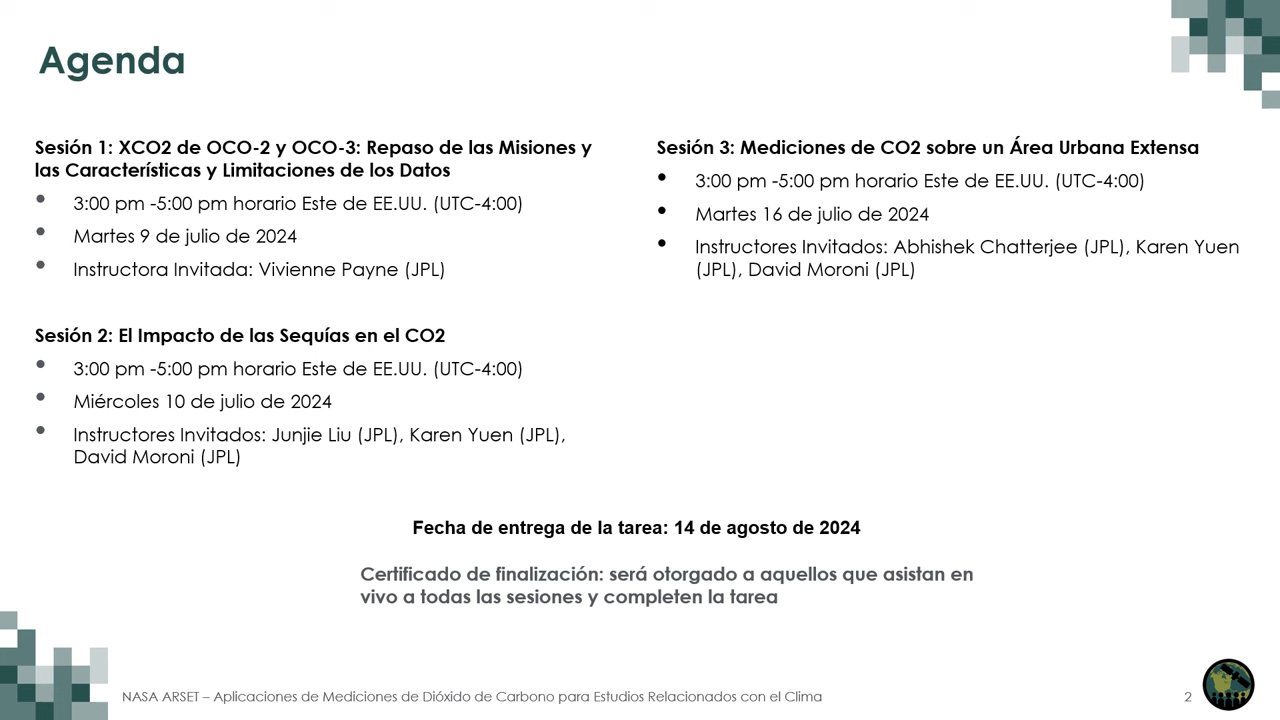 Agenda
Sesión 1: XCO2 de OCO-2 y OCO-3: Repaso de las Misiones y
las Características y Limitaciones de los Datos
• 3:00 pm -5:00 pm horario Este de EE.UU. (UTC-4:00)
• Martes 9 de julio de 2024
• Instructora Invitada: Vivienne Payne (JPL)
Sesión 2: El Impacto de las Sequías en el CO2
• 3:00 pm -5:00 pm horario Este de EE.UU. (UTC-4:00)
• Miércoles 10 de julio de 2024
• Instructores Invitados: Junjie Liu (JPL), Karen Yuen (JPL),
David Moroni (JPL)
Sesión 3: Mediciones de CO2 sobre un Área Urbana Extensa
• 3:00 pm -5:00 pm horario Este de EE.UU. (UTC-4:00)
• Martes 16 de julio de 2024
• Instructores Invitados: Abhishek Chatterjee (JPL), Karen Yuen
(JPL), David Moroni (JPL)
Fecha de entrega de la tarea: 14 de agosto de 2024
Certificado de finalización: será otorgado a aquellos que asistan en
vivo a todas las sesiones y completen la tarea
NASA ARSET – Aplicaciones de Mediciones de Dióxido de Carbono para Estudios Relacionados con el Clima
2